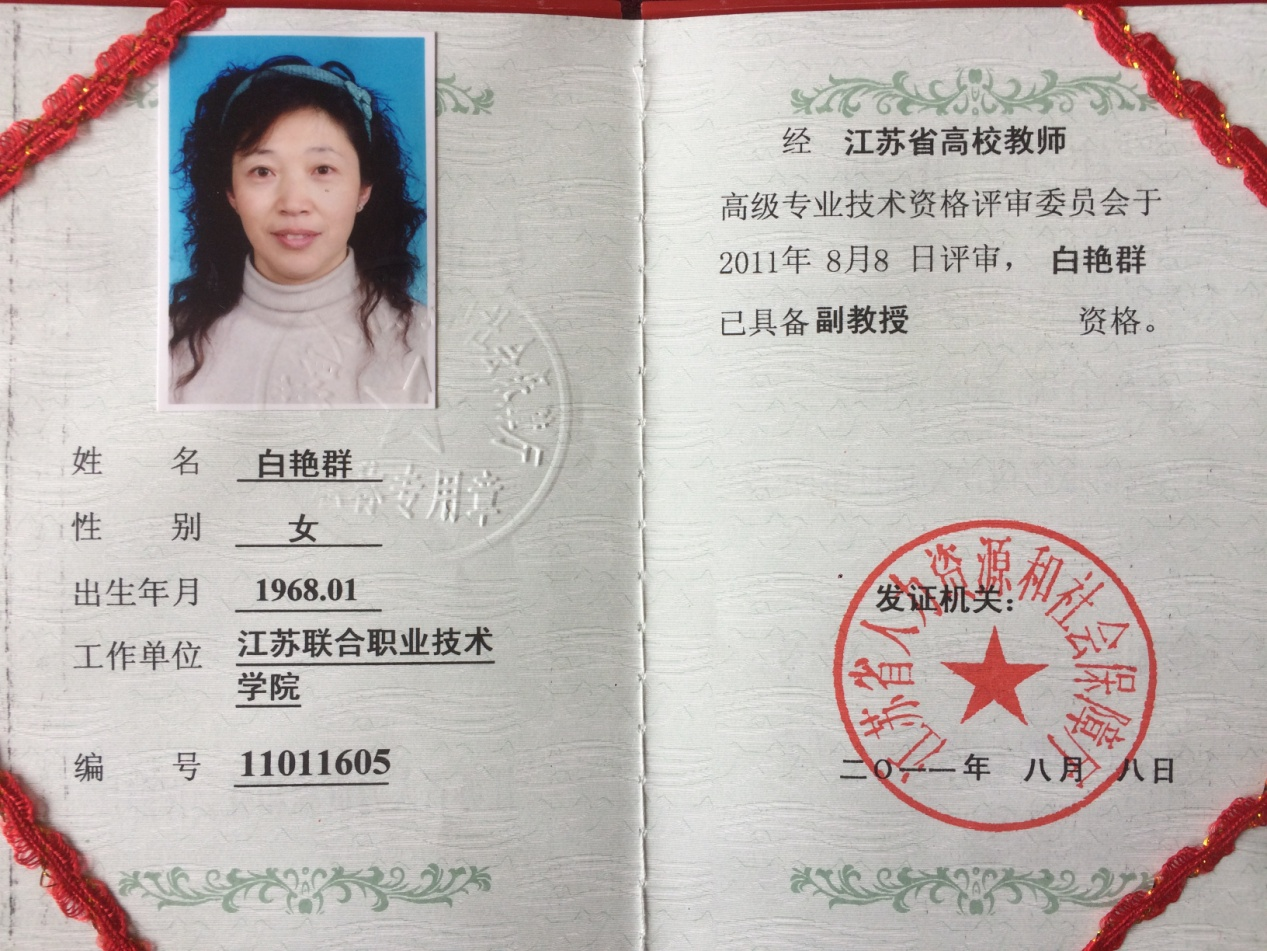 姓 名 白艳群
性 别 女
出生年月 1968.01
工作单位 江苏联合职业技术
学院
编 号 11011605
专用章
经 江苏省高校教师
高级专业技术资格评审委员会于
2011年 8月8 日评审， 白艳群
已具备副教授 资格。
发证机关：
江苏省人力资源和社会保障厅
二〇一一年 八月 八日